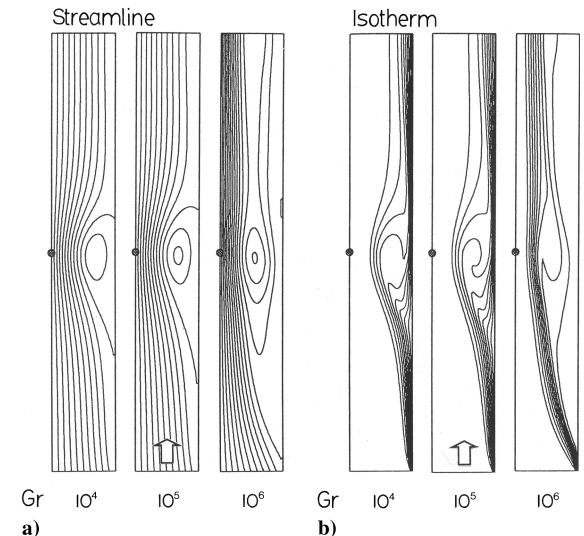 Streamline Isotherm
Gr 10⁴ 10⁵ 10⁶ Gr 10⁴ 10⁵ 10⁶
a) b)